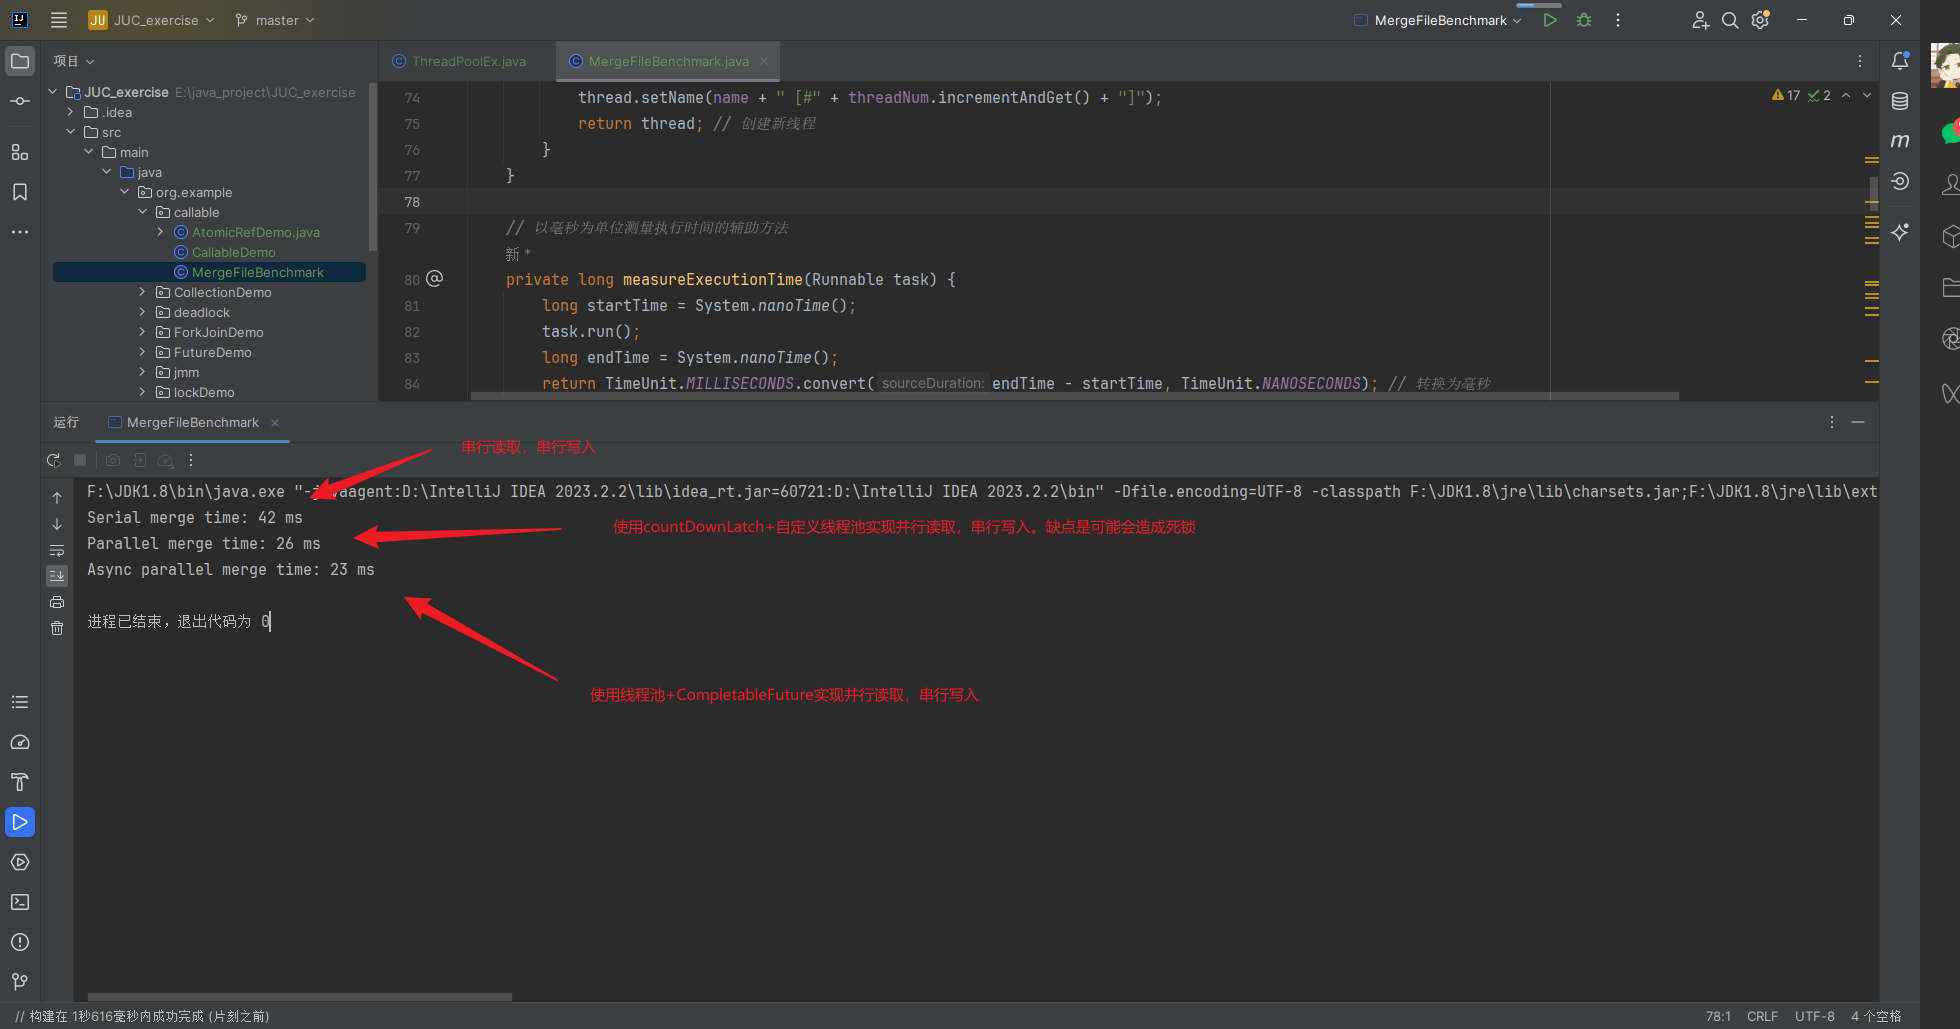 JU JUC_exercise master MergeFileBenchmark
项目
ThreadPoolEx.java MergeFileBenchmark.java
JUC_exercise E:\java_project\JUC_exercise
.idea
src
main
java
org.example
callable
AtomicRefDemo.java
CallableDemo
MergeFileBenchmark
CollectionDemo
deadlock
ForkJoinDemo
FutureDemo
jmm
lockDemo
17 2
74 thread.setName(name + " [#" + threadNum.incrementAndGet() + "]");
75 return thread; // 创建新线程
76 }
77 }
78
79 // 以毫秒为单位测量执行时间的辅助方法
新 *
80 private long measureExecutionTime(Runnable task) {
81 long startTime = System.nanoTime();
82 task.run();
83 long endTime = System.nanoTime();
84 return TimeUnit.MILLISECONDS.convert( sourceDuration: endTime - startTime, TimeUnit.NANOSECONDS); // 转换为毫秒
运行 MergeFileBenchmark
串行读取，串行写入
F:\JDK1.8\bin\java.exe "-javaagent:D:\IntelliJ IDEA 2023.2.2\lib\idea_rt.jar=60721:D:\IntelliJ IDEA 2023.2.2\bin" -Dfile.encoding=UTF-8 -classpath F:\JDK1.8\jre\lib\charsets.jar;F:\JDK1.8\jre\lib\ext
Serial merge time: 42 ms
使用countDownLatch+自定义线程池实现并行读取，串行写入。缺点是可能会造成死锁
Parallel merge time: 26 ms
Async parallel merge time: 23 ms
进程已结束，退出代码为 0
使用线程池+CompletableFuture实现并行读取，串行写入
// 构建在 1秒616毫秒内成功完成 (片刻之前)
78:1 CRLF UTF-8 4 个空格